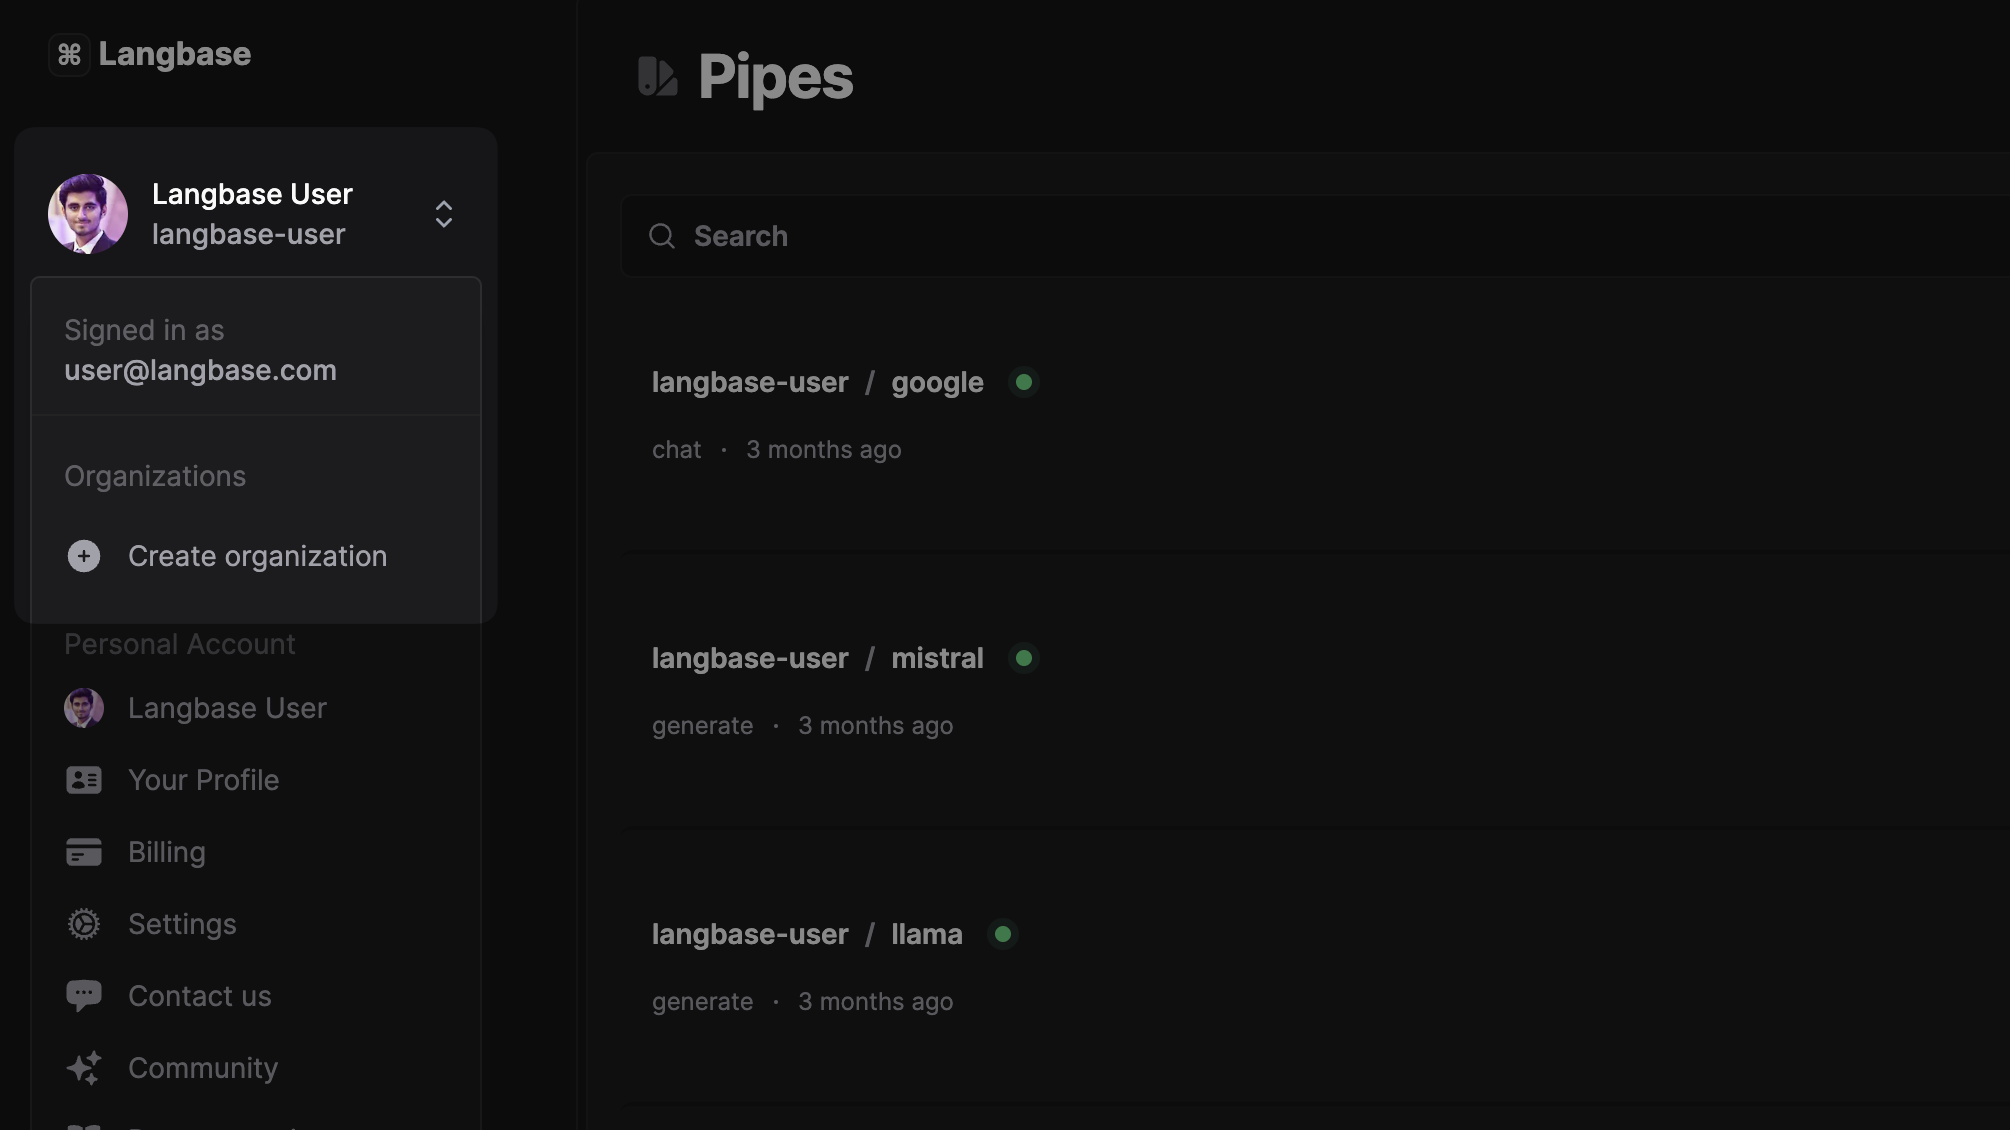 ⌘ Langbase
Langbase User
langbase-user
Signed in as
user@langbase.com
Organizations
Create organization
Personal Account
Langbase User
Your Profile
Billing
Settings
Contact us
Community
Pipes
Search
langbase-user / google
chat · 3 months ago
langbase-user / mistral
generate · 3 months ago
langbase-user / llama
generate · 3 months ago